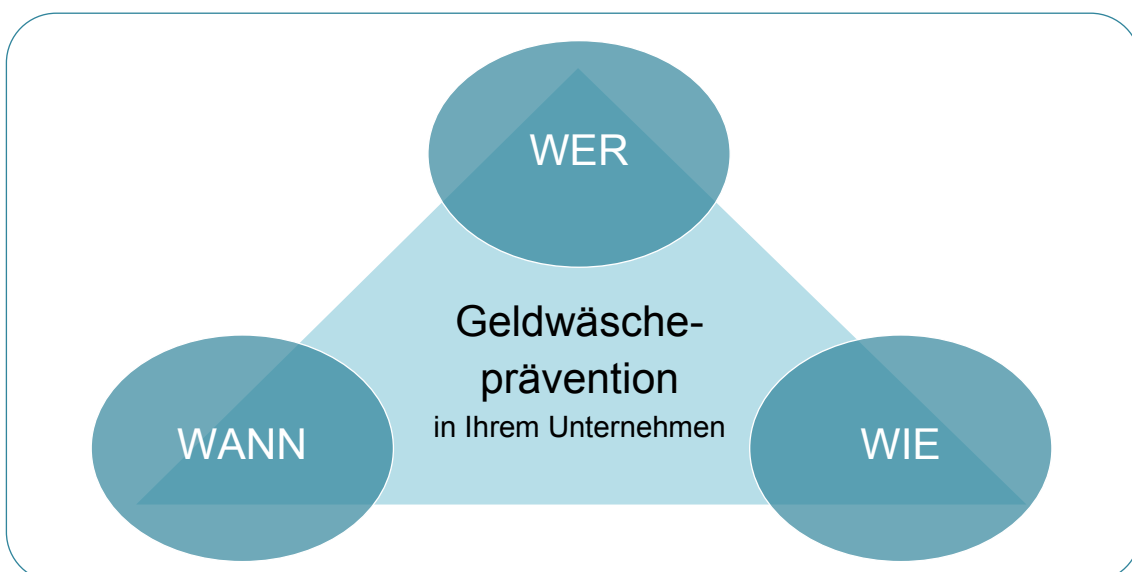 WER
Geldwäsche-
prävention
in Ihrem Unternehmen
WANN
WIE